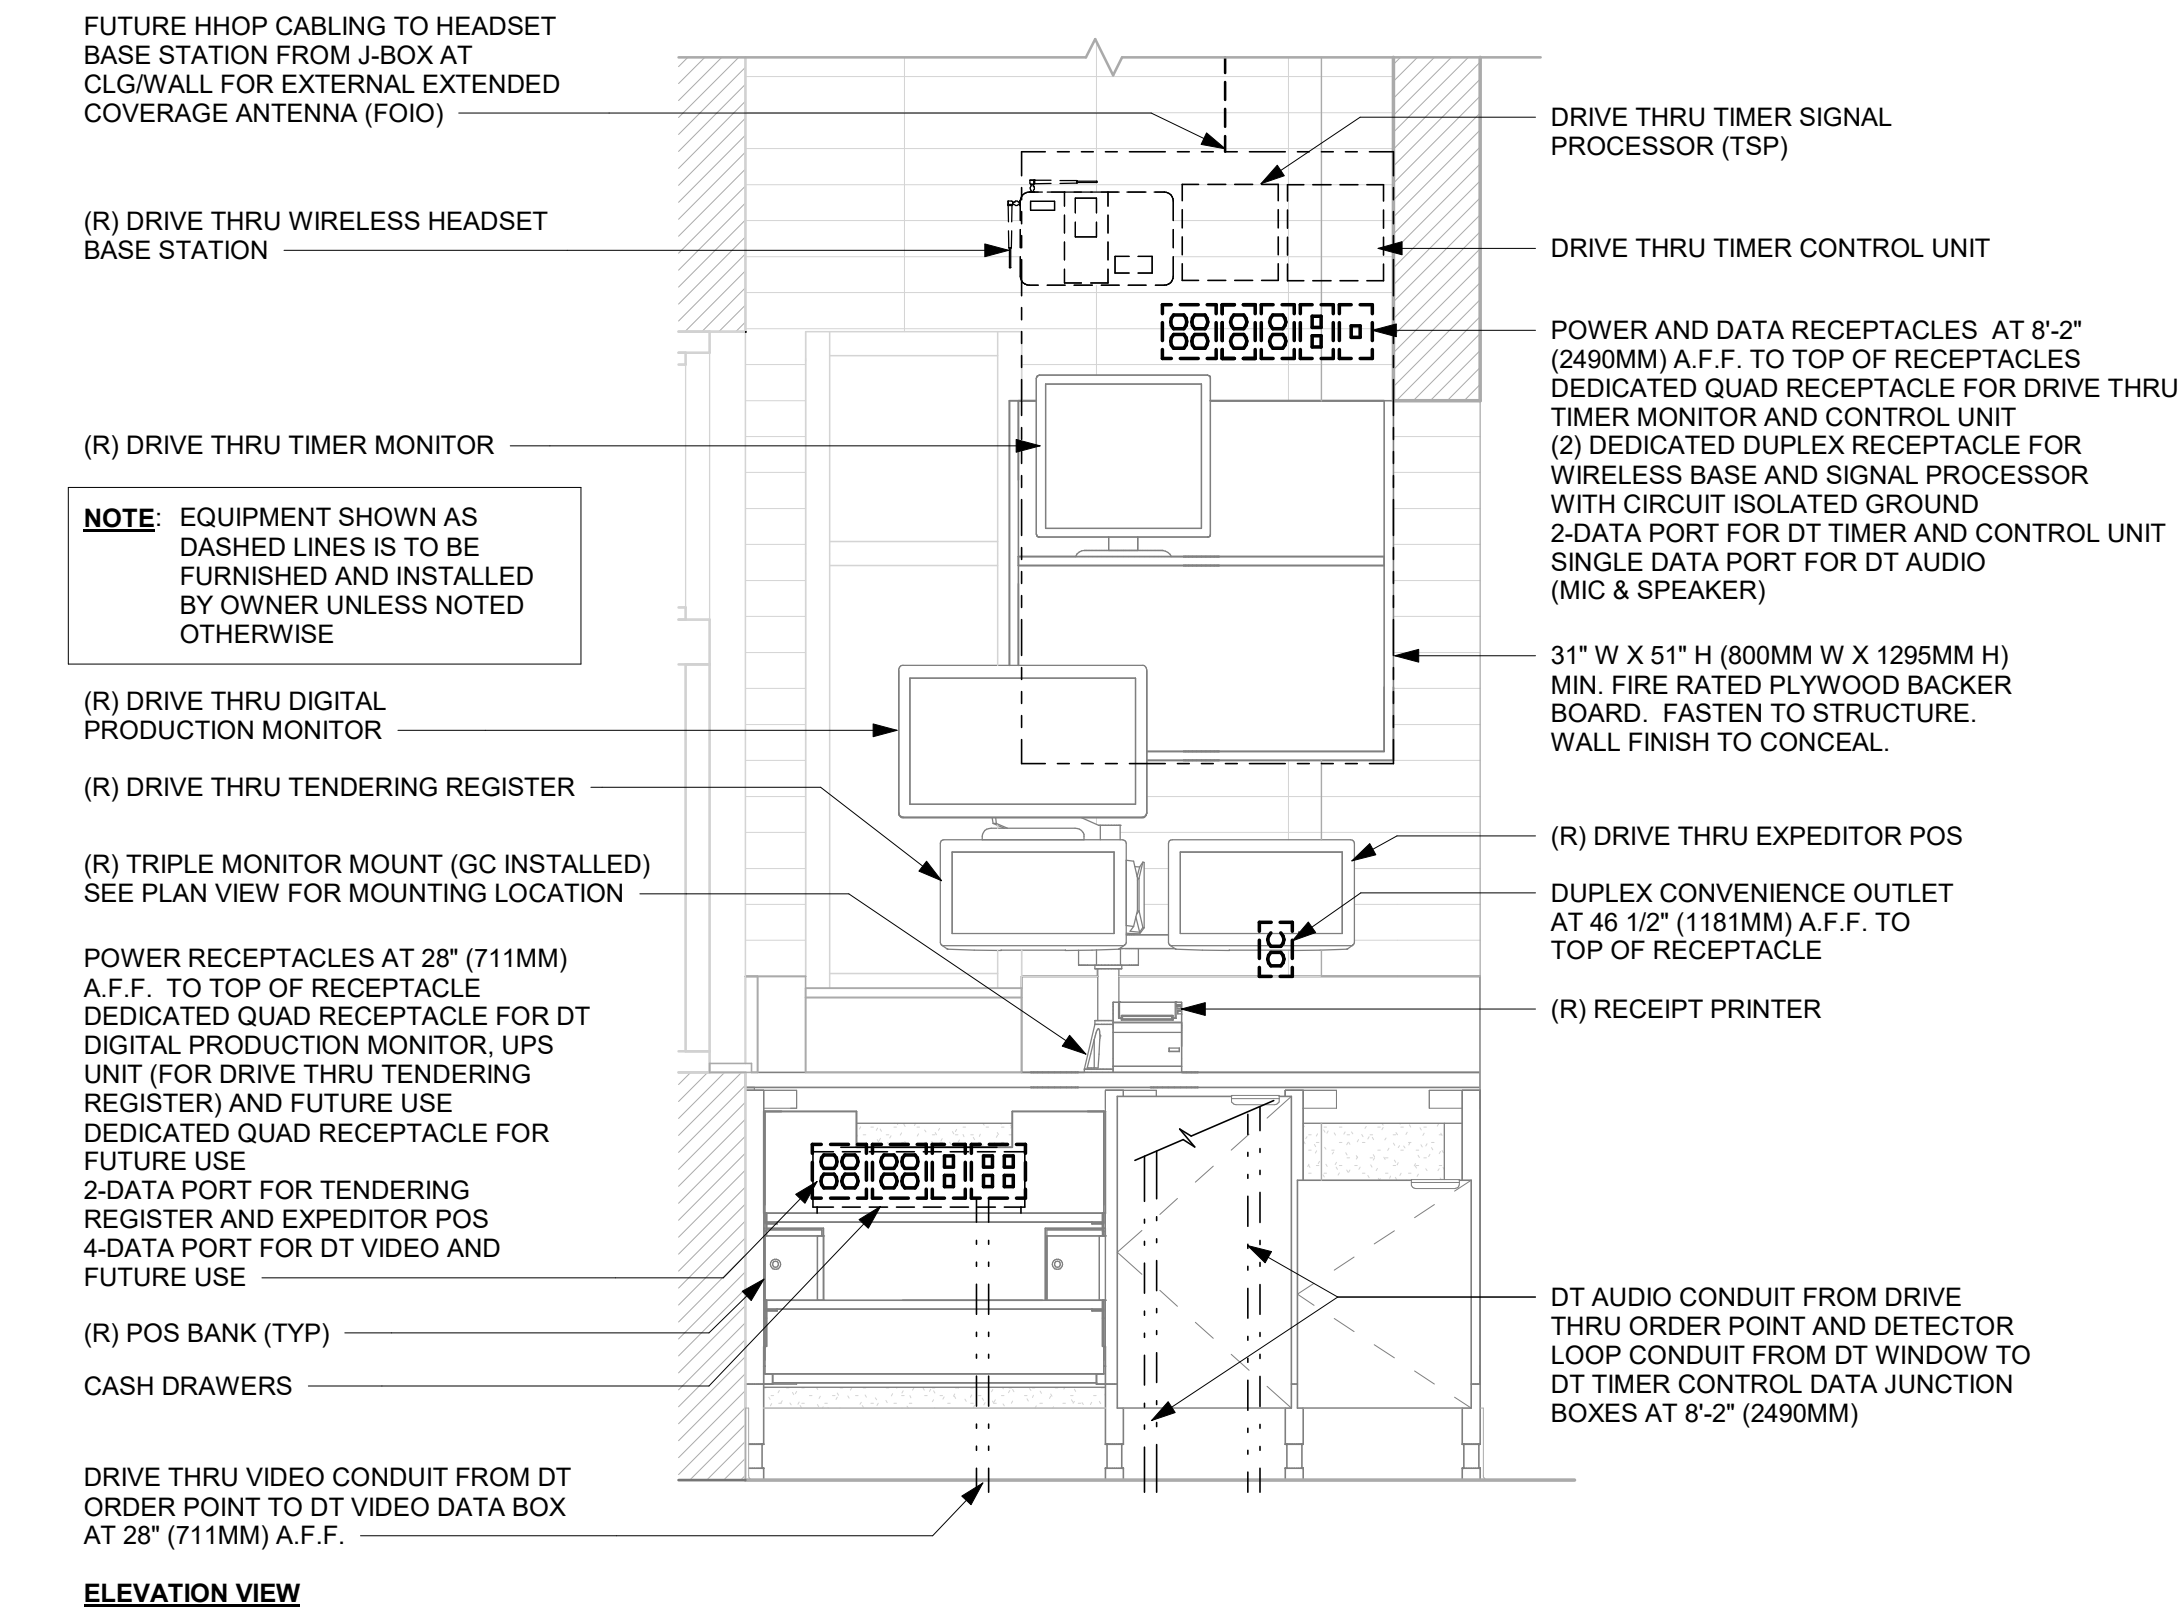 FUTURE HHOP CABLING TO HEADSET
BASE STATION FROM J-BOX AT
CLG/WALL FOR EXTERNAL EXTENDED
COVERAGE ANTENNA (FOIO)
(R) DRIVE THRU WIRELESS HEADSET
BASE STATION
(R) DRIVE THRU TIMER MONITOR
NOTE: EQUIPMENT SHOWN AS
DASHED LINES IS TO BE
FURNISHED AND INSTALLED
BY OWNER UNLESS NOTED
OTHERWISE
(R) DRIVE THRU DIGITAL
PRODUCTION MONITOR
(R) DRIVE THRU TENDERING REGISTER
(R) TRIPLE MONITOR MOUNT (GC INSTALLED)
SEE PLAN VIEW FOR MOUNTING LOCATION
POWER RECEPTACLES AT 28" (711MM)
A.F.F. TO TOP OF RECEPTACLE
DEDICATED QUAD RECEPTACLE FOR DT
DIGITAL PRODUCTION MONITOR, UPS
UNIT (FOR DRIVE THRU TENDERING
REGISTER) AND FUTURE USE
DEDICATED QUAD RECEPTACLE FOR
FUTURE USE
2-DATA PORT FOR TENDERING
REGISTER AND EXPEDITOR POS
4-DATA PORT FOR DT VIDEO AND
FUTURE USE
(R) POS BANK (TYP)
CASH DRAWERS
DRIVE THRU VIDEO CONDUIT FROM DT
ORDER POINT TO DT VIDEO DATA BOX
AT 28" (711MM) A.F.F.
ELEVATION VIEW
DRIVE THRU TIMER SIGNAL
PROCESSOR (TSP)
DRIVE THRU TIMER CONTROL UNIT
POWER AND DATA RECEPTACLES AT 8'-2"
(2490MM) A.F.F. TO TOP OF RECEPTACLES
DEDICATED QUAD RECEPTACLE FOR DRIVE THRU
TIMER MONITOR AND CONTROL UNIT
(2) DEDICATED DUPLEX RECEPTACLE FOR
WIRELESS BASE AND SIGNAL PROCESSOR
WITH CIRCUIT ISOLATED GROUND
2-DATA PORT FOR DT TIMER AND CONTROL UNIT
SINGLE DATA PORT FOR DT AUDIO
(MIC & SPEAKER)
31" W X 51" H (800MM W X 1295MM H)
MIN. FIRE RATED PLYWOOD BACKER
BOARD. FASTEN TO STRUCTURE.
WALL FINISH TO CONCEAL.
(R) DRIVE THRU EXPEDITOR POS
DUPLEX CONVENIENCE OUTLET
AT 46 1/2" (1181MM) A.F.F. TO
TOP OF RECEPTACLE
(R) RECEIPT PRINTER
DT AUDIO CONDUIT FROM DRIVE
THRU ORDER POINT AND DETECTOR
LOOP CONDUIT FROM DT WINDOW TO
DT TIMER CONTROL DATA JUNCTION
BOXES AT 8'-2" (2490MM)